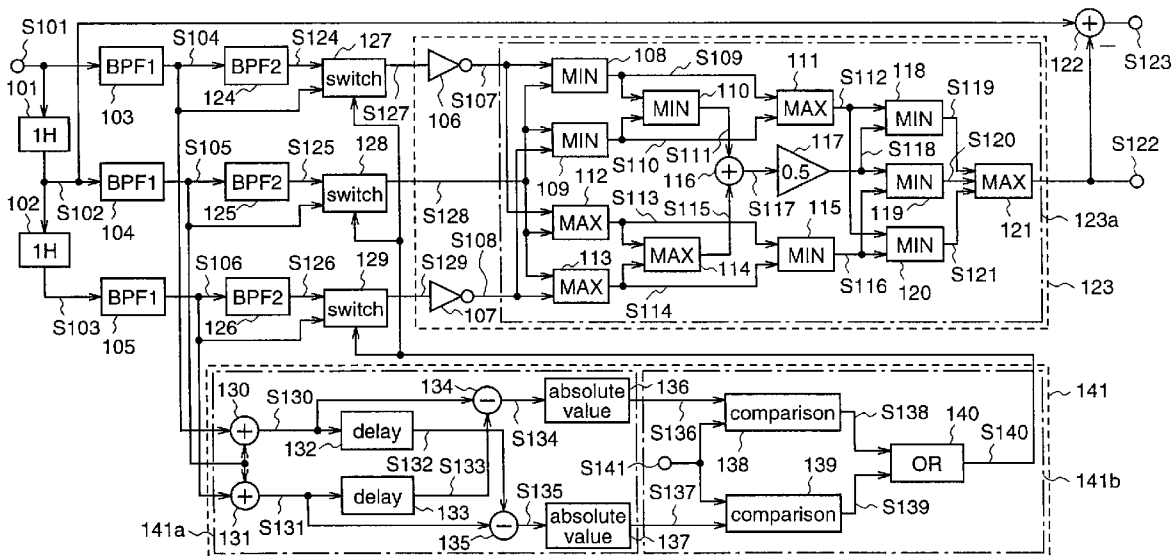 S101
101
1H
S102
102
1H
S103
BPF1
103
BPF1
104
BPF1
105
S104
S105
S106
BPF2
124
BPF2
125
BPF2
126
S124
S125
S126
127
switch
128
switch
129
switch
S127
S128
S129
106
107
S107
S108
108
MIN
S109
MIN
109
110
MIN
S110
S111
112
MAX
S113
113
MAX
MAX
114
S114
S115
116
+
S117
117
0.5
111
MAX
S112
115
MIN
S116
118
MIN
S119
S118
MIN
119
S120
MIN
120
S121
MAX
121
123a
123
122
+
−
S123
S122
130
+
S130
+
131
S131
delay
132
S132
delay
133
S133
134
−
S134
−
135
S135
136
absolute
value
absolute
value
137
141a
S136
S137
S141
comparison
138
139
comparison
S138
S139
140
OR
S140
141
141b